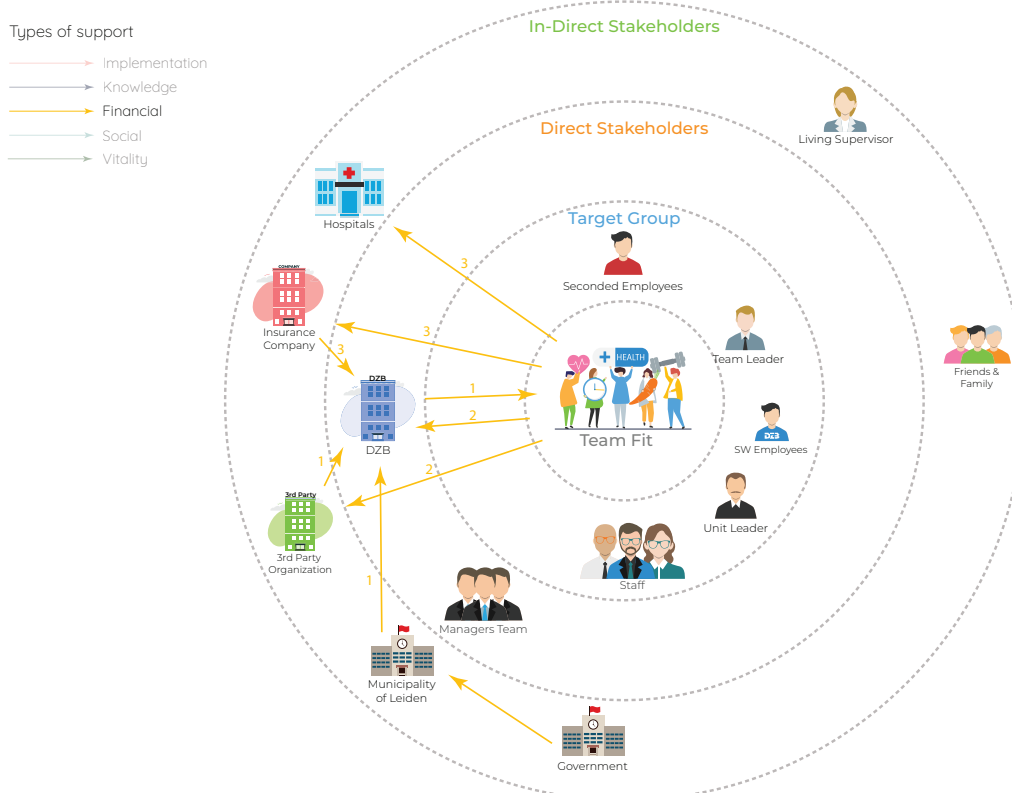 Types of support
Implementation
Knowledge
Financial
Social
Vitality
In-Direct Stakeholders
Direct Stakeholders
Target Group
Living Supervisor
Hospitals
Seconded Employees
3
COMPANY
Insurance
Company
3
3
HEALTH
Team Leader
Friends &
Family
DZB
DZB
1
2
Team Fit
DZB
SW Employees
1
2
3rd Party
3rd Party
Organization
Unit Leader
Staff
1
Managers Team
Municipality
of Leiden
Government